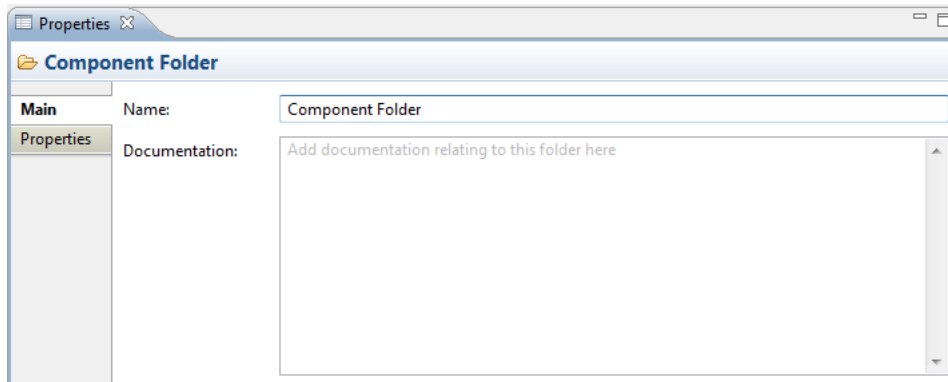 Properties
Component Folder
Main
Name:
Component Folder
Properties
Documentation:
Add documentation relating to this folder here